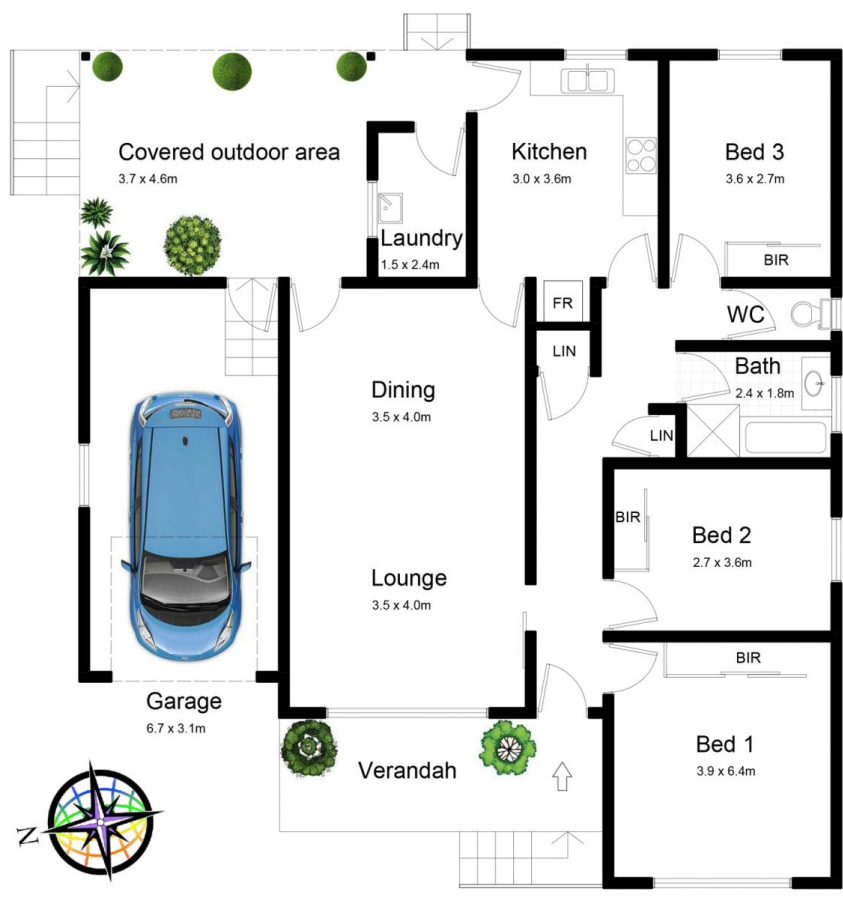 Covered outdoor area
3.7 x 4.6m
Kitchen
3.0 x 3.6m
Bed 3
3.6 x 2.7m
Laundry
1.5 x 2.4m
BIR
FR
WC
LIN
Bath
2.4 x 1.8m
Dining
3.5 x 4.0m
LIN
BIR
Bed 2
2.7 x 3.6m
Lounge
3.5 x 4.0m
BIR
Garage
6.7 x 3.1m
Bed 1
3.9 x 6.4m
Verandah
N